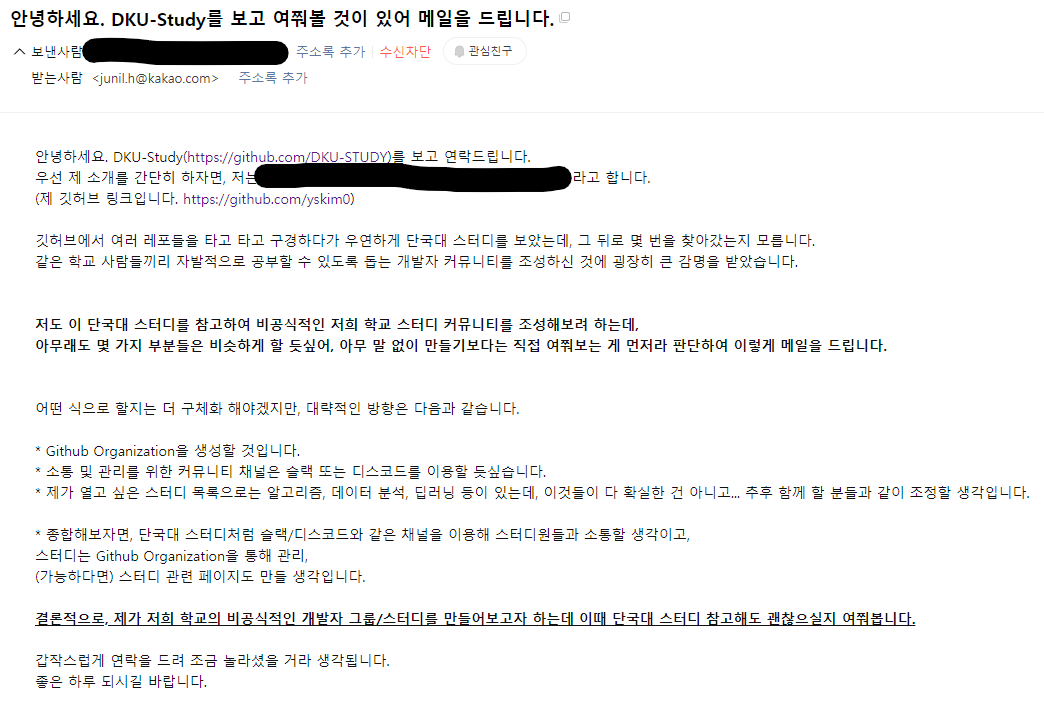 안녕하세요. DKU-Study를 보고 여쭤볼 것이 있어 메일을 드립니다.
보낸사람 주소록 추가 수신차단 관심친구
받는사람 <junil.h@kakao.com> 주소록 추가
안녕하세요. DKU-Study(https://github.com/DKU-STUDY)를 보고 연락드립니다.
우선 제 소개를 간단히 하자면, 저는 라고 합니다.
(제 깃허브 링크입니다. https://github.com/yskim0)
깃허브에서 여러 레포들을 타고 타고 구경하다가 우연하게 단국대 스터디를 보았는데, 그 뒤로 몇 번을 찾아갔는지 모릅니다.
같은 학교 사람들끼리 자발적으로 공부할 수 있도록 돕는 개발자 커뮤니티를 조성하신 것에 굉장히 큰 감명을 받았습니다.
저도 이 단국대 스터디를 참고하여 비공식적인 저희 학교 스터디 커뮤니티를 조성해보려 하는데,
아무래도 몇 가지 부분들은 비슷하게 할 듯싶어, 아무 말 없이 만들기보다는 직접 여쭤보는 게 먼저라 판단하여 이렇게 메일을 드립니다.
어떤 식으로 할지는 더 구체화 해야겠지만, 대략적인 방향은 다음과 같습니다.
* Github Organization을 생성할 것입니다.
* 소통 및 관리를 위한 커뮤니티 채널은 슬랙 또는 디스코드를 이용할 듯싶습니다.
* 제가 열고 싶은 스터디 목록으로는 알고리즘, 데이터 분석, 딥러닝 등이 있는데, 이것들이 다 확실한 건 아니고... 추후 함께 할 분들과 같이 조정할 생각입니다.
* 종합해보자면, 단국대 스터디처럼 슬랙/디스코드와 같은 채널을 이용해 스터디원들과 소통할 생각이고,
스터디는 Github Organization을 통해 관리,
(가능하다면) 스터디 관련 페이지도 만들 생각입니다.
결론적으로, 제가 저희 학교의 비공식적인 개발자 그룹/스터디를 만들어보고자 하는데 이때 단국대 스터디 참고해도 괜찮으실지 여쭤봅니다.
갑작스럽게 연락을 드려 조금 놀라셨을 거라 생각됩니다.
좋은 하루 되시길 바랍니다.